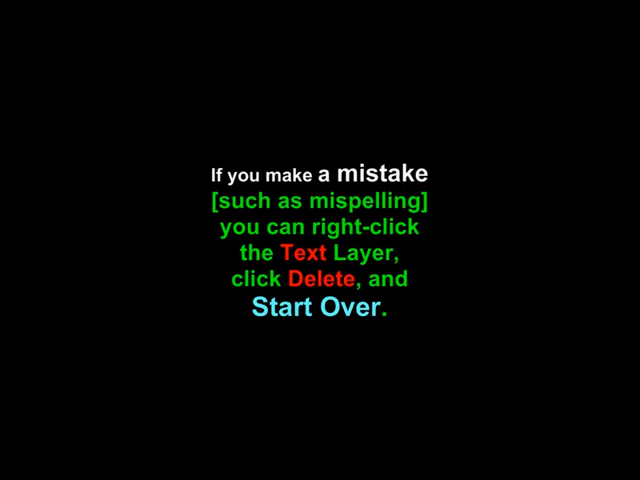 If you make a mistake
[such as mispelling]
you can right-click
the Text Layer,
click Delete, and
Start Over.